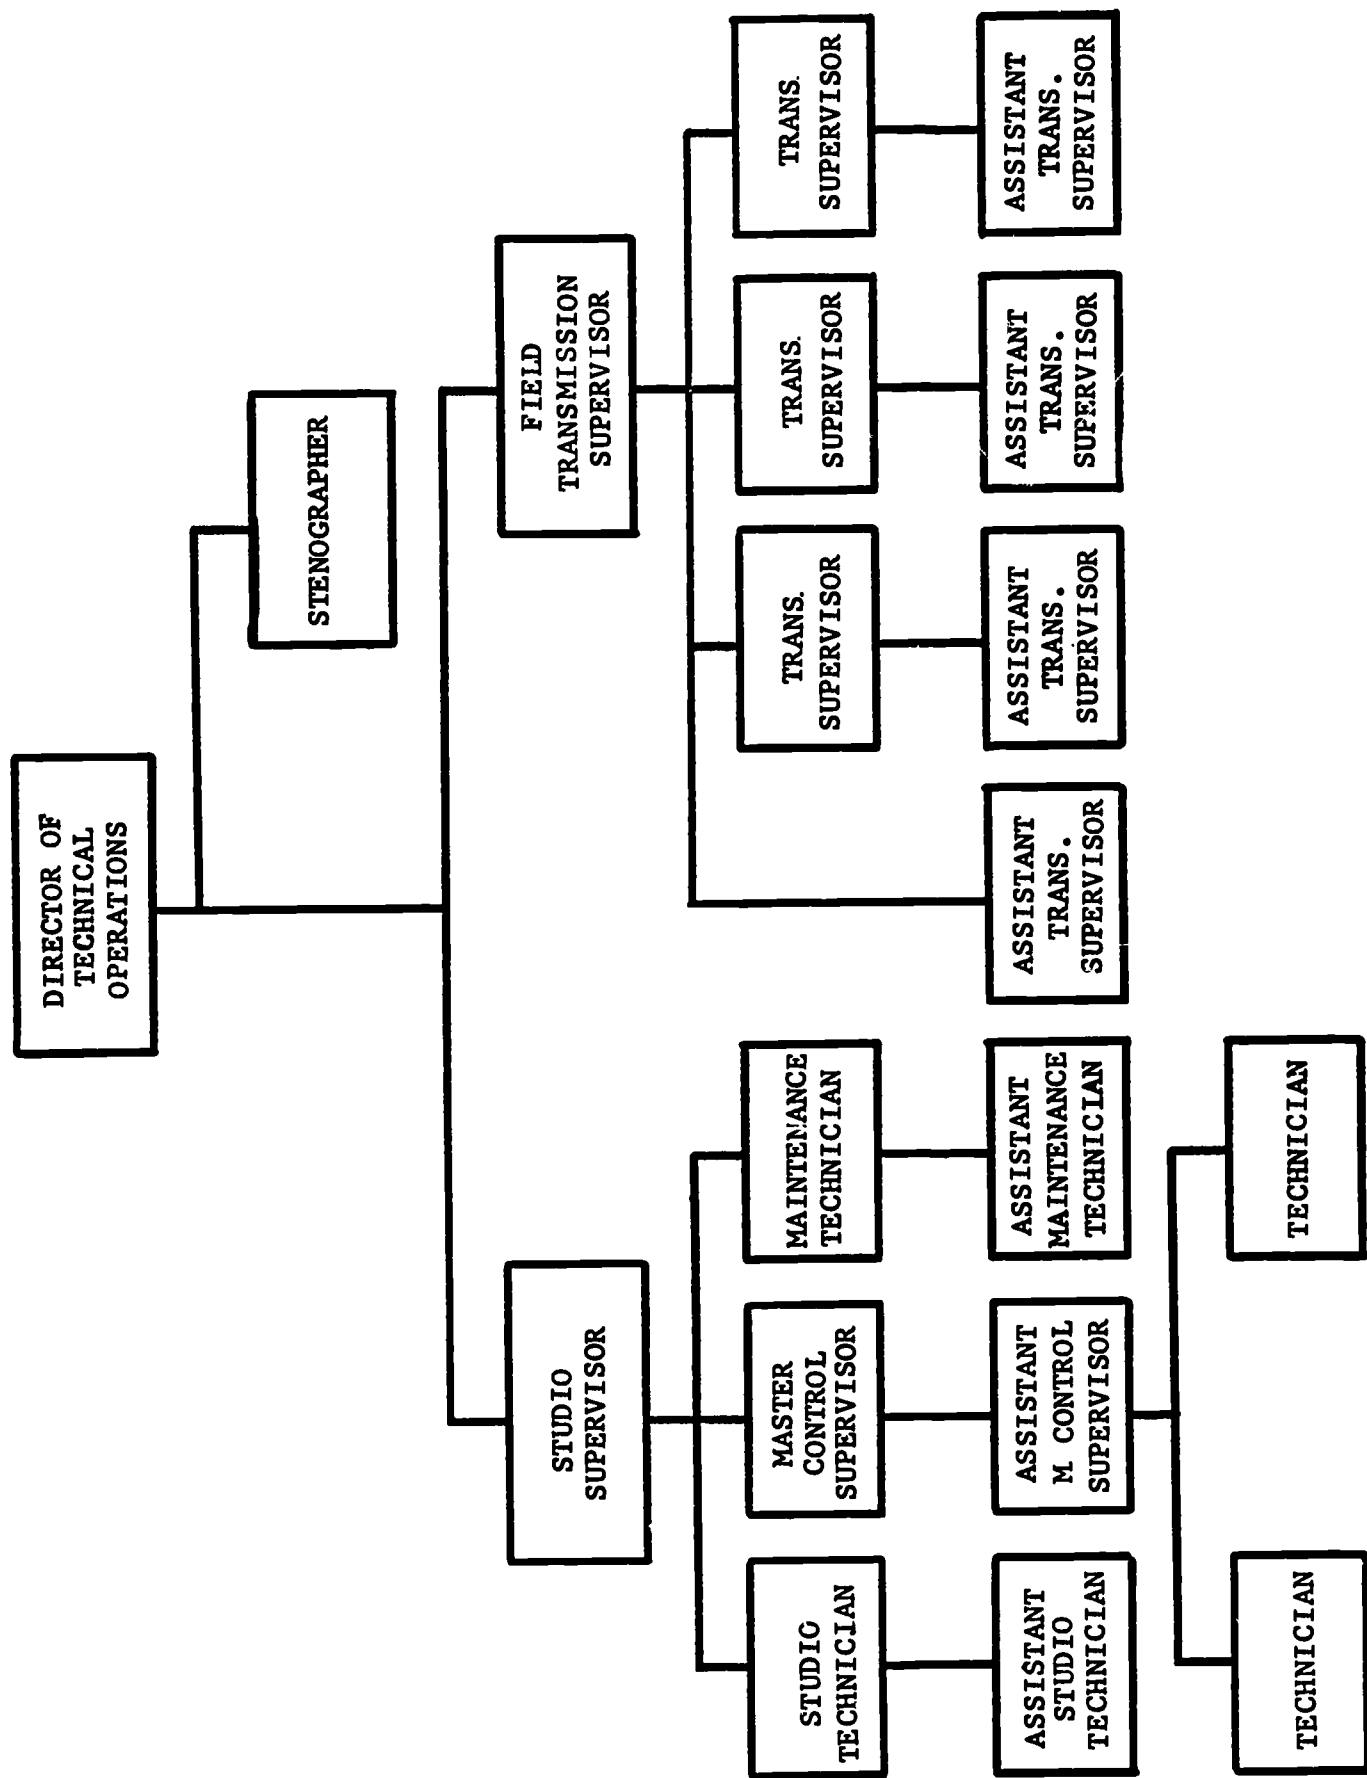 DIRECTOR OF
TECHNICAL
OPERATIONS
STENOGRAPHER
STUDIO
SUPERVISOR
FIELD
TRANSMISSION
SUPERVISOR
STUDIO
TECHNICIAN
MASTER
CONTROL
SUPERVISOR
MAINTENANCE
TECHNICIAN
TRANS.
SUPERVISOR
TRANS.
SUPERVISOR
TRANS.
SUPERVISOR
ASSISTANT
STUDIO
TECHNICIAN
ASSISTANT
M CONTROL
SUPERVISOR
ASSISTANT
MAINTENANCE
TECHNICIAN
ASSISTANT
TRANS.
SUPERVISOR
ASSISTANT
TRANS.
SUPERVISOR
ASSISTANT
TRANS.
SUPERVISOR
ASSISTANT
TRANS.
SUPERVISOR
TECHNICIAN
TECHNICIAN